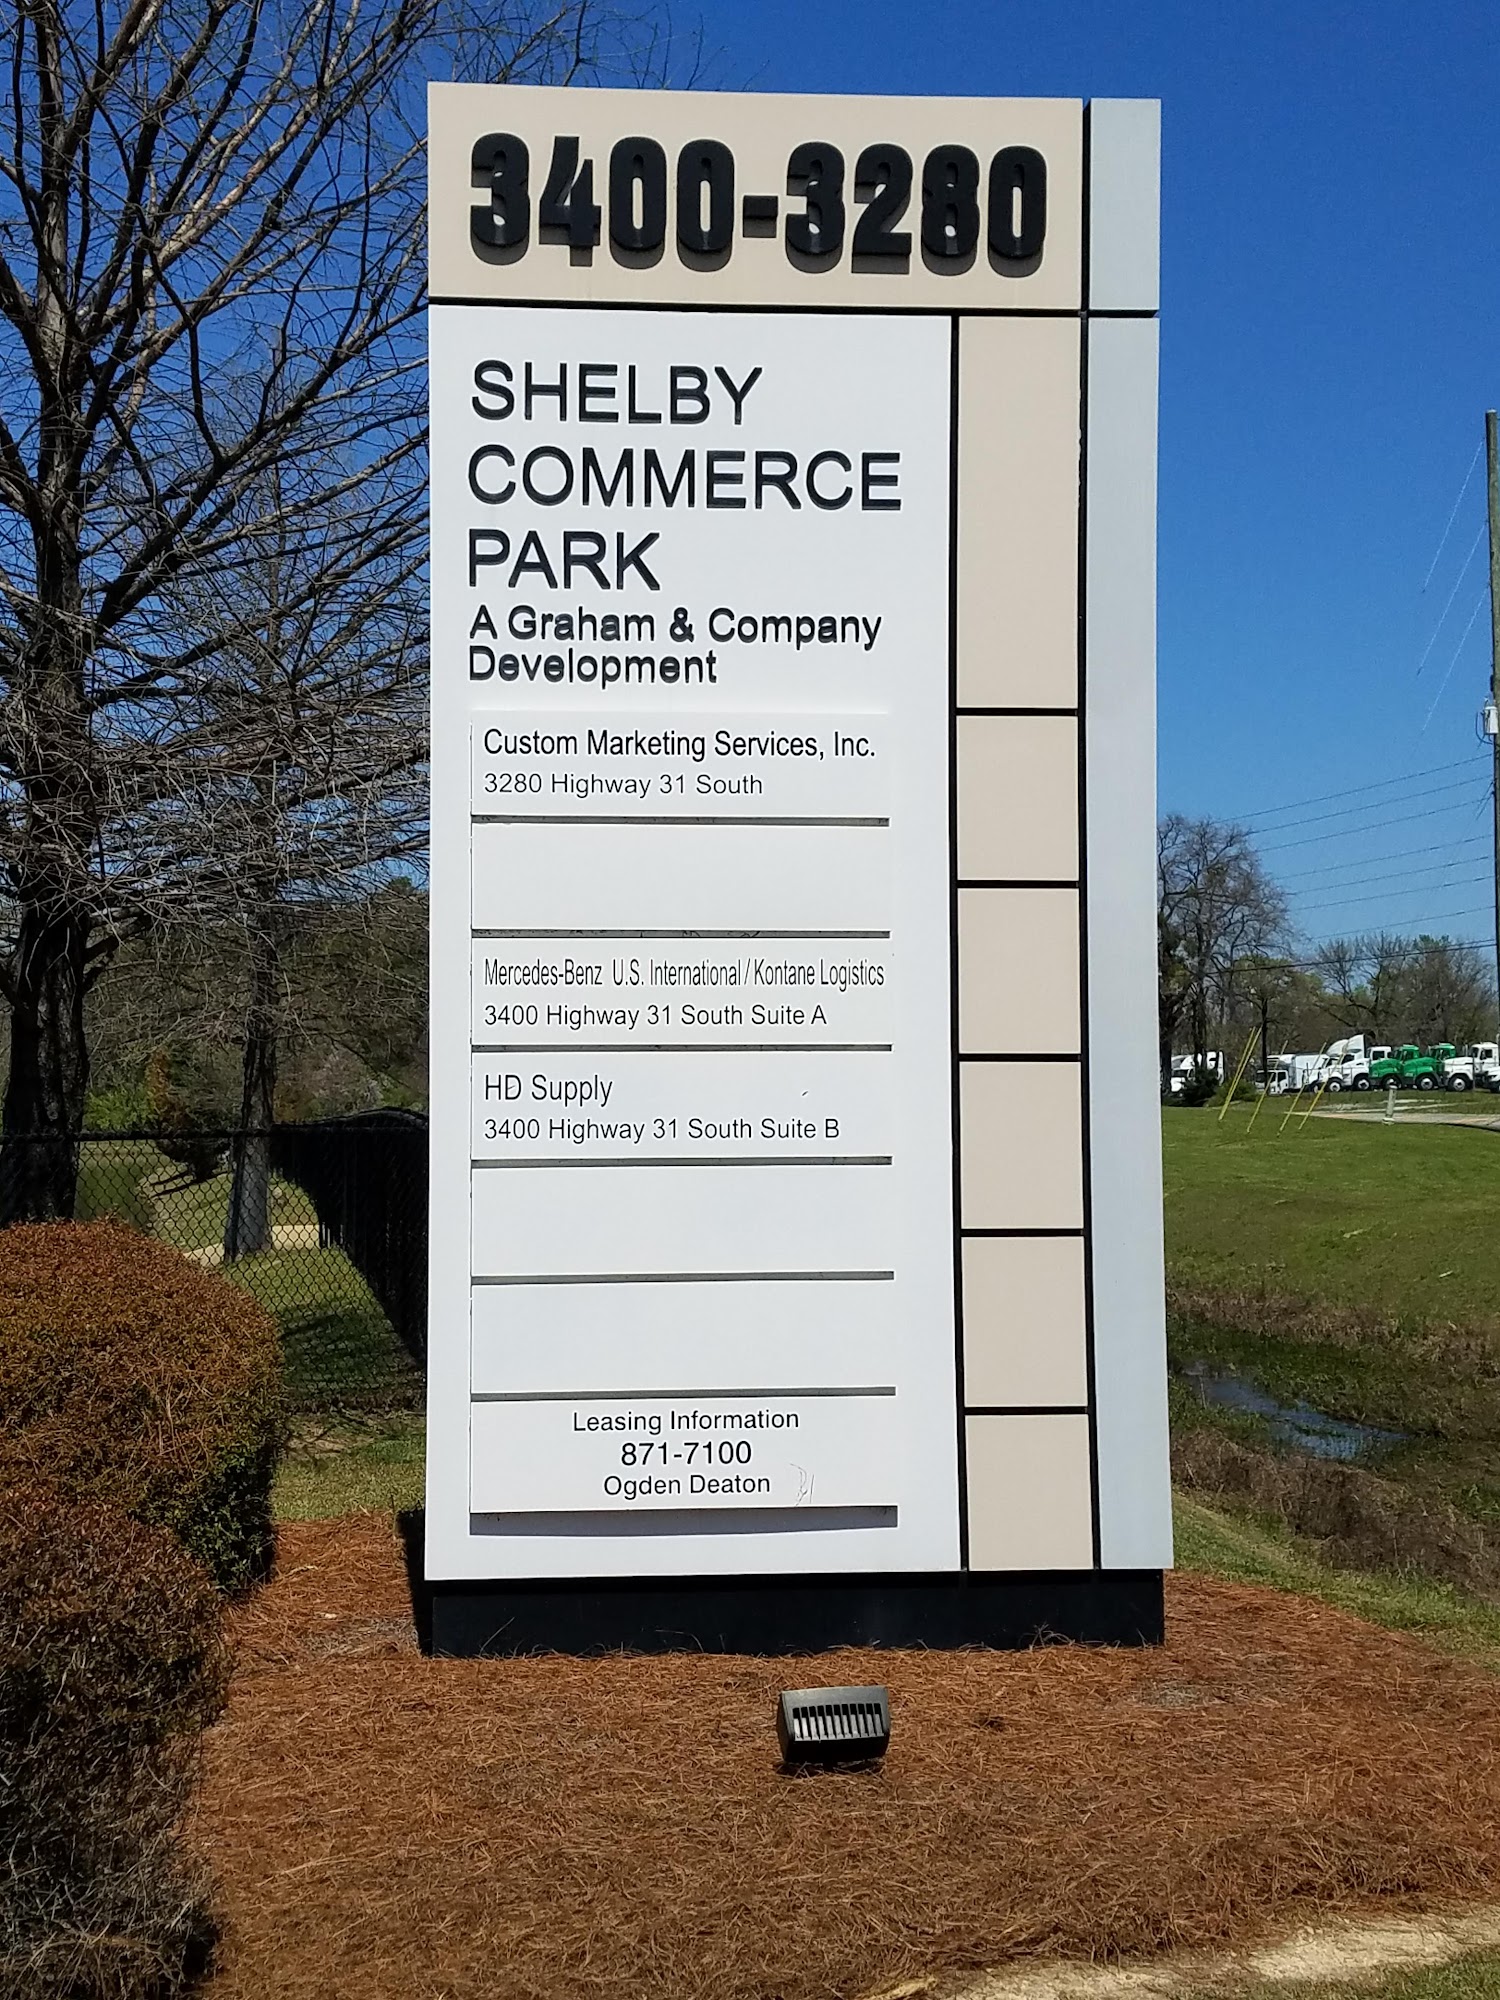 3400-3280
SHELBY
COMMERCE
PARK
A Graham & Company
Development
Custom Marketing Services, Inc.
3280 Highway 31 South
Mercedes-Benz U.S. International / Kontane Logistics
3400 Highway 31 South Suite A
HD Supply
3400 Highway 31 South Suite B
Leasing Information
871-7100
Ogden Deaton